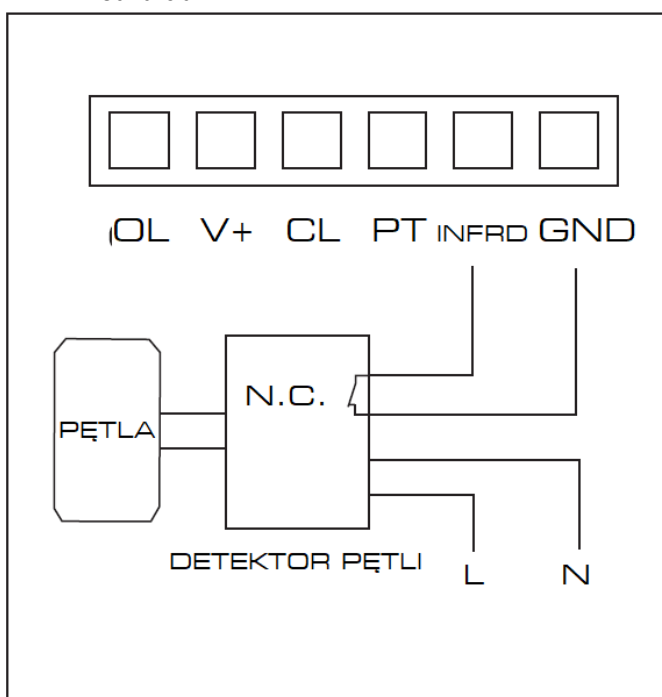 OL V+ CL PT INFRD GND
N.C.
PĘTLA
DETEKTOR PĘTLI
L N